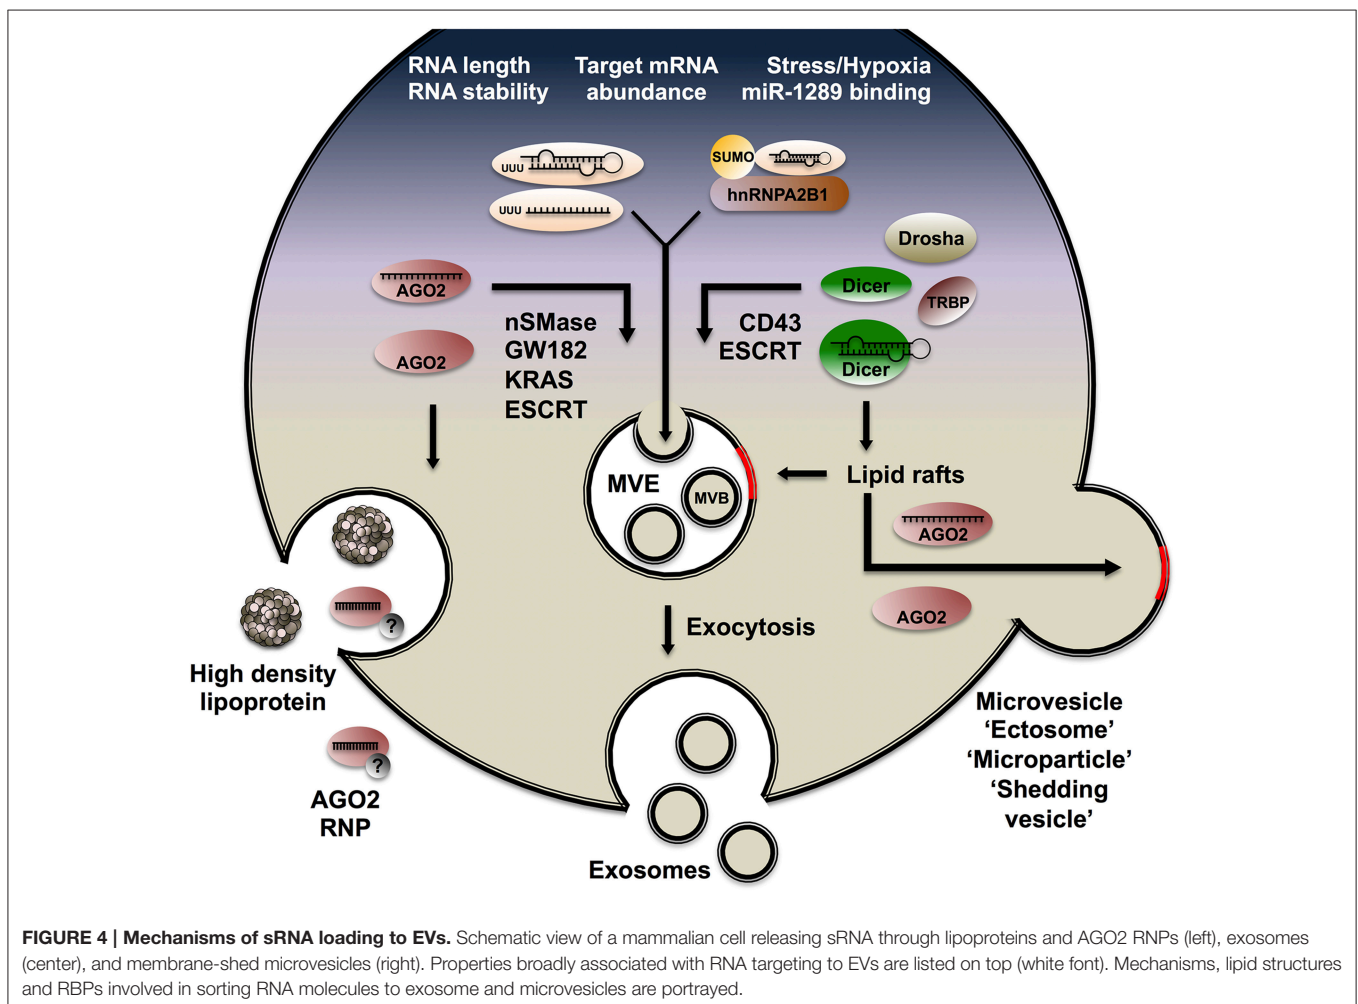 RNA length
RNA stability
Target mRNA
abundance
Stress/Hypoxia
miR-1289 binding
UUU
UUU
SUMO
hnRNPA2B1
Drosha
Dicer
TRBP
Dicer
AGO2
AGO2
nSMase
GW182
KRAS
ESCRT
CD43
ESCRT
MVE
MVB
Lipid rafts
AGO2
AGO2
?
High density
lipoprotein
?
AGO2
RNP
Exocytosis
Exosomes
Microvesicle
‘Ectosome’
‘Microparticle’
‘Shedding
vesicle’
FIGURE 4 | Mechanisms of sRNA loading to EVs. Schematic view of a mammalian cell releasing sRNA through lipoproteins and AGO2 RNPs (left), exosomes
(center), and membrane-shed microvesicles (right). Properties broadly associated with RNA targeting to EVs are listed on top (white font). Mechanisms, lipid structures
and RBPs involved in sorting RNA molecules to exosome and microvesicles are portrayed.